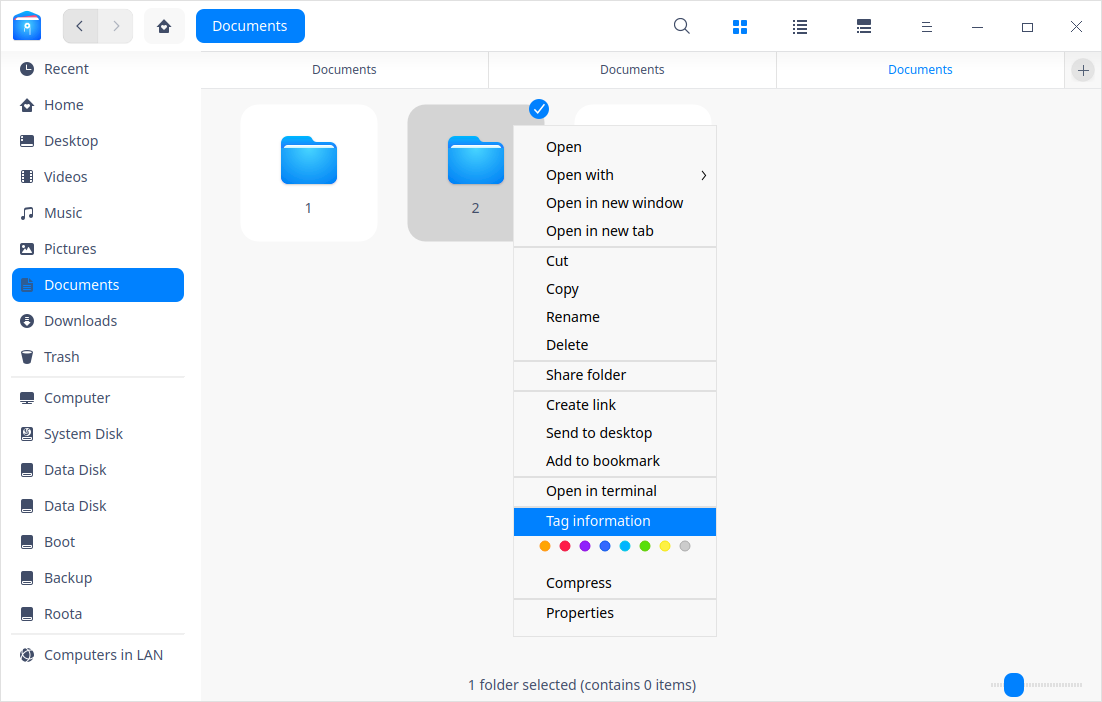 Documents
Recent
Home
Desktop
Videos
Music
Pictures
Documents
Downloads
Trash
Computer
System Disk
Data Disk
Data Disk
Boot
Backup
Roota
Computers in LAN
Documents
Documents
Documents
1
2
Open
Open with
Open in new window
Open in new tab
Cut
Copy
Rename
Delete
Share folder
Create link
Send to desktop
Add to bookmark
Open in terminal
Tag information
Compress
Properties
1 folder selected (contains 0 items)